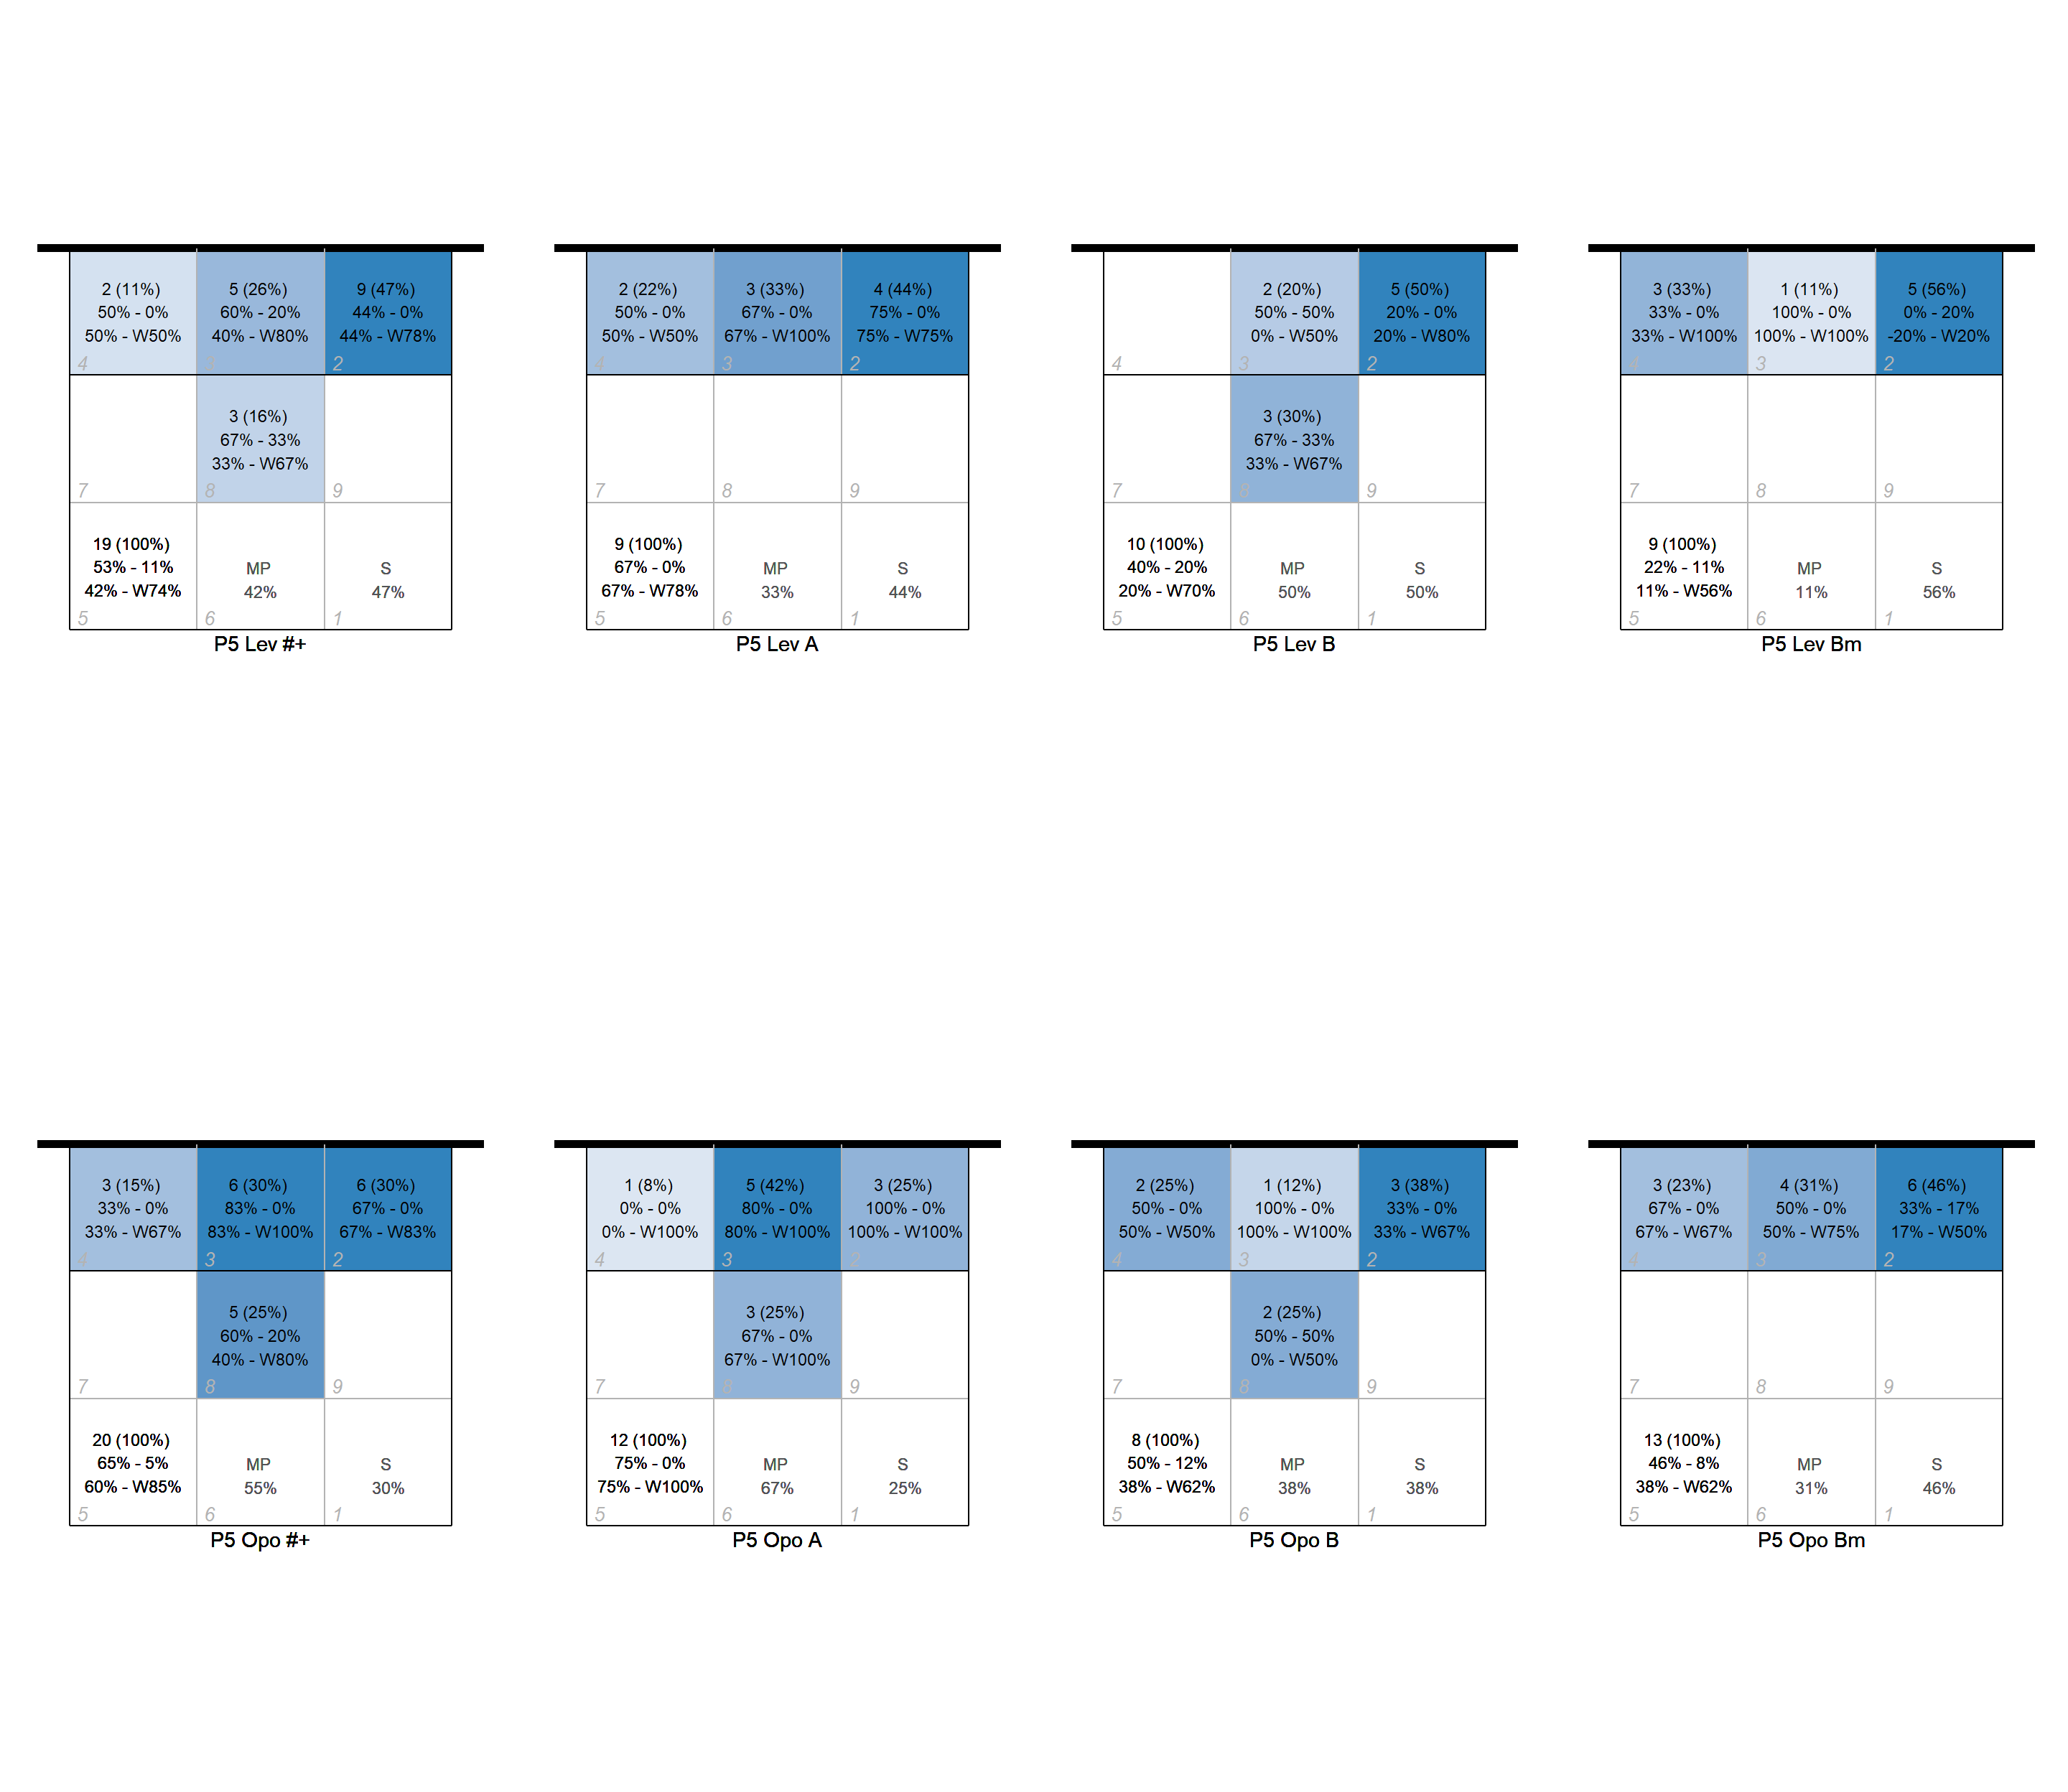 2 (11%)
50% - 0%
50% - W50%
4
5 (26%)
60% - 20%
40% - W80%
3
9 (47%)
44% - 0%
44% - W78%
2
7
3 (16%)
67% - 33%
33% - W67%
8
9
19 (100%)
53% - 11%
42% - W74%
5
MP
42%
6
S
47%
1
P5 Lev #+
2 (22%)
50% - 0%
50% - W50%
4
3 (33%)
67% - 0%
67% - W100%
3
4 (44%)
75% - 0%
75% - W75%
2
7
8
9
9 (100%)
67% - 0%
67% - W78%
5
MP
33%
6
S
44%
1
P5 Lev A
4
2 (20%)
50% - 50%
0% - W50%
3
5 (50%)
20% - 0%
20% - W80%
2
7
3 (30%)
67% - 33%
33% - W67%
8
9
10 (100%)
40% - 20%
20% - W70%
5
MP
50%
6
S
50%
1
P5 Lev B
3 (33%)
33% - 0%
33% - W100%
4
1 (11%)
100% - 0%
100% - W100%
3
5 (56%)
0% - 20%
-20% - W20%
2
7
8
9
9 (100%)
22% - 11%
11% - W56%
5
MP
11%
6
S
56%
1
P5 Lev Bm
3 (15%)
33% - 0%
33% - W67%
4
6 (30%)
83% - 0%
83% - W100%
3
6 (30%)
67% - 0%
67% - W83%
2
7
5 (25%)
60% - 20%
40% - W80%
8
9
20 (100%)
65% - 5%
60% - W85%
5
MP
55%
6
S
30%
1
P5 Opo #+
1 (8%)
0% - 0%
0% - W100%
4
5 (42%)
80% - 0%
80% - W100%
3
3 (25%)
100% - 0%
100% - W100%
2
7
3 (25%)
67% - 0%
67% - W100%
8
9
12 (100%)
75% - 0%
75% - W100%
5
MP
67%
6
S
25%
1
P5 Opo A
2 (25%)
50% - 0%
50% - W50%
4
1 (12%)
100% - 0%
100% - W100%
3
3 (38%)
33% - 0%
33% - W67%
2
7
2 (25%)
50% - 50%
0% - W50%
8
9
8 (100%)
50% - 12%
38% - W62%
5
MP
38%
6
S
38%
1
P5 Opo B
3 (23%)
67% - 0%
67% - W67%
4
4 (31%)
50% - 0%
50% - W75%
3
6 (46%)
33% - 17%
17% - W50%
2
7
8
9
13 (100%)
46% - 8%
38% - W62%
5
MP
31%
6
S
46%
1
P5 Opo Bm